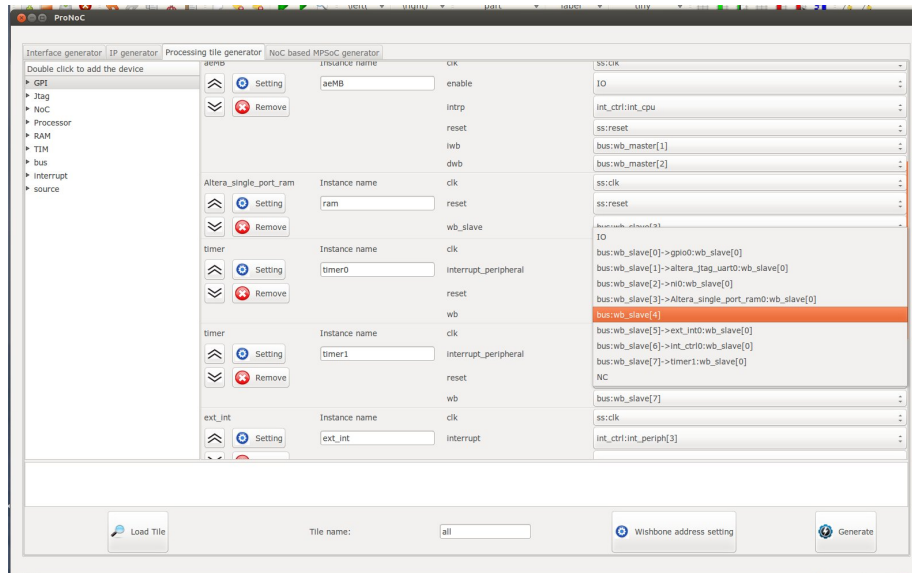 part
label
ProNoC
Interface generator IP generator Processing tile generator NoC based MPSoC generator
Double click to add the device
GPI
Jtag
NoC
Processor
RAM
TIM
bus
interrupt
source
aeMB Instance name clk ss:clk
Setting aeMB enable IO
Remove intrp int_ctrl:int_cpu
reset ss:reset
iwb bus:wb_master[1]
dwb bus:wb_master[2]
Altera_single_port_ram Instance name clk ss:clk
Setting ram reset ss:reset
Remove wb_slave bus:wb_slave[3]
timer Instance name clk
Setting timer0 interrupt_peripheral
Remove reset
wb
timer Instance name clk
Setting timer1 interrupt_peripheral
Remove reset
IO
bus:wb_slave[0]->gpio0:wb_slave[0]
bus:wb_slave[1]->altera_jtag_uart0:wb_slave[0]
bus:wb_slave[2]->ni0:wb_slave[0]
bus:wb_slave[3]->Altera_single_port_ram0:wb_slave[0]
bus:wb_slave[4]
bus:wb_slave[5]->ext_int0:wb_slave[0]
bus:wb_slave[6]->int_ctrl0:wb_slave[0]
bus:wb_slave[7]->timer1:wb_slave[0]
NC
wb bus:wb_slave[7]
ext_int Instance name clk ss:clk
Setting ext_int interrupt int_ctrl:int_periph[3]
Load Tile Tile name: all Wishbone address setting Generate